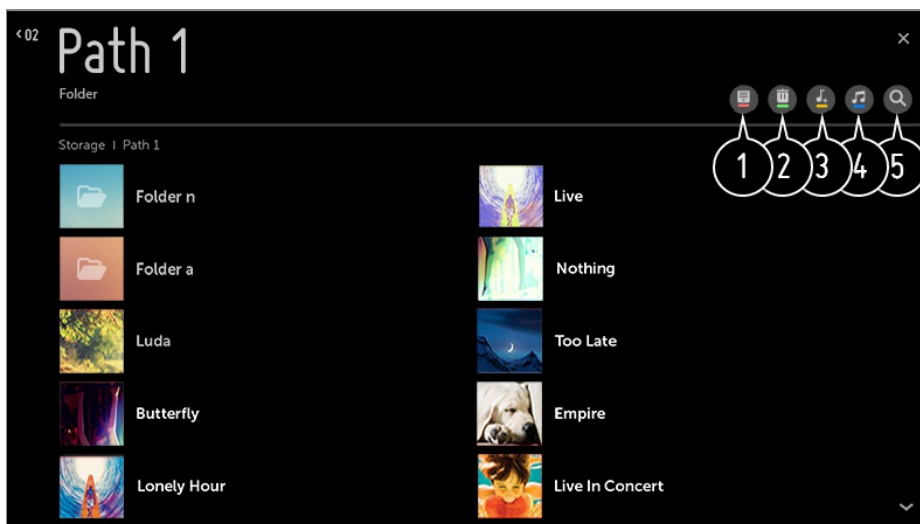 < 02
Path 1
Folder
×
Storage I Path 1
1 2 3 4 5
Folder n
Live
Folder a
Nothing
Luda
Too Late
Butterfly
Empire
Lonely Hour
Live In Concert